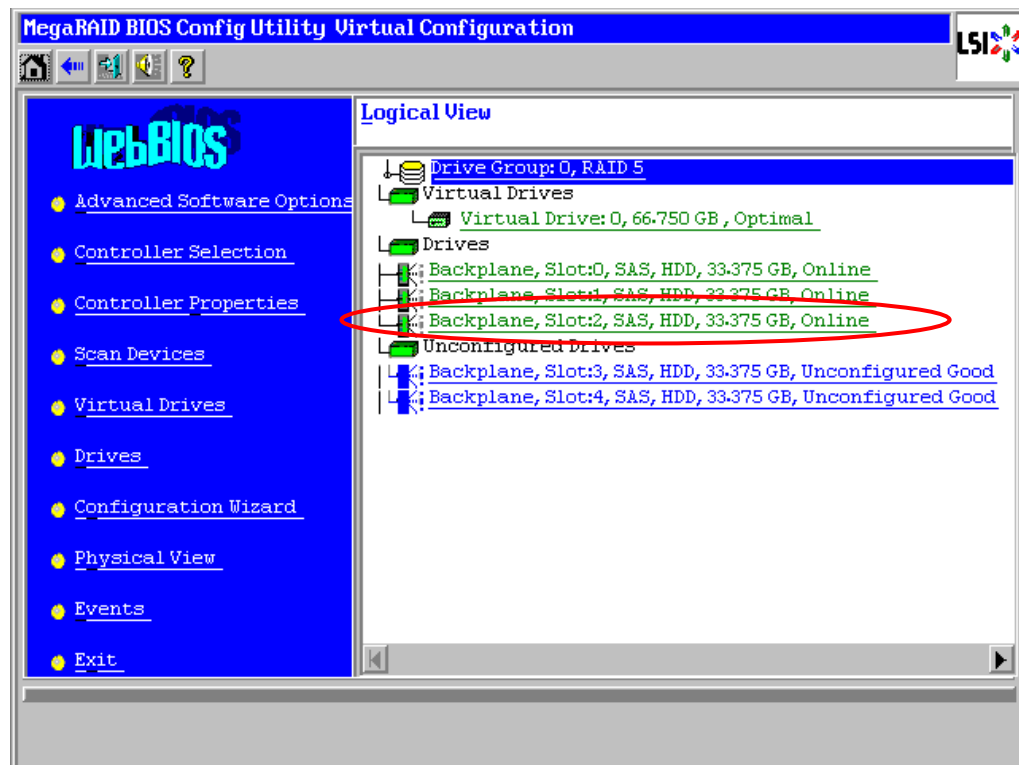 MegaRAID BIOS Config Utility Virtual Configuration
LSI
?
WebBIOS
Advanced Software Options
Controller Selection
Controller Properties
Scan Devices
Virtual Drives
Drives
Configuration Wizard
Physical View
Events
Exit
Logical View
Drive Group: 0, RAID 5
Virtual Drives
Virtual Drive: 0, 66.750 GB , Optimal
Drives
Backplane, Slot:0, SAS, HDD, 33.375 GB, Online
Backplane, Slot:1, SAS, HDD, 33.375 GB, Online
Backplane, Slot:2, SAS, HDD, 33.375 GB, Online
Unconfigured Drives
Backplane, Slot:3, SAS, HDD, 33.375 GB, Unconfigured Good
Backplane, Slot:4, SAS, HDD, 33.375 GB, Unconfigured Good